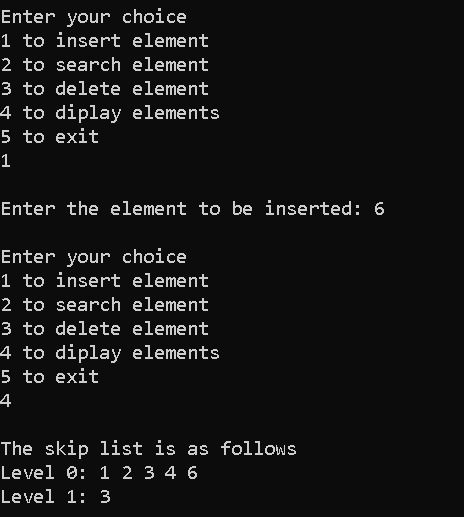 Enter your choice
1 to insert element
2 to search element
3 to delete element
4 to diplay elements
5 to exit
1
Enter the element to be inserted: 6
Enter your choice
1 to insert element
2 to search element
3 to delete element
4 to diplay elements
5 to exit
4
The skip list is as follows
Level 0: 1 2 3 4 6
Level 1: 3